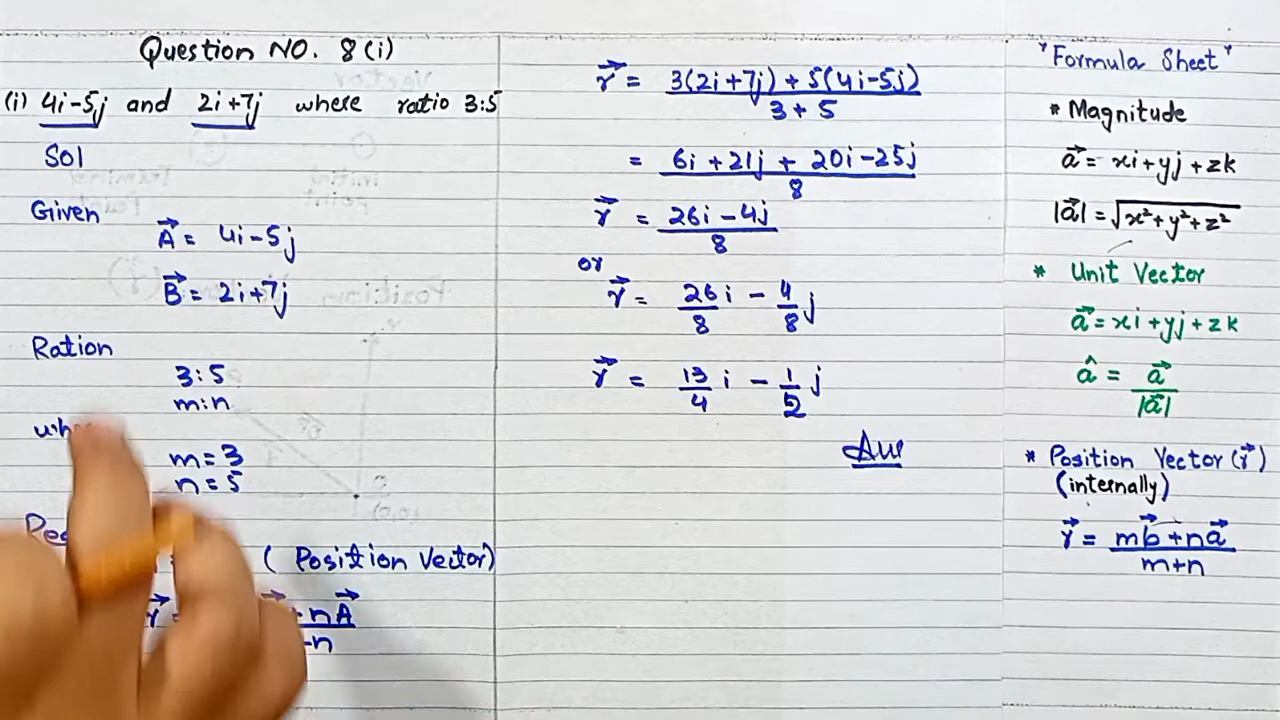 Question NO. 8 (i)
(i) 4i-5j and 2i+7j where ratio 3:5
Sol
Given
A⃗ = 4i-5j
B⃗ = 2i+7j
Ration
3:5
m:n
m = 3
n = 5
( Position Vector)
r⃗ = + nA⃗
-n
r⃗ = 3(2i+7j) + 5(4i-5j)
3 + 5
= 6i + 21j + 20i - 25j
8
r⃗ = 26i - 4j
8
or
r⃗ = 26/8 i - 4/8 j
r⃗ = 13/4 i - 1/2 j
Ans
"Formula Sheet"
* Magnitude
a⃗ = xi+yj+zk
|a⃗| = √x²+y²+z²
* Unit Vector
a⃗ = xi+yj+zk
â = a⃗
|a⃗|
* Position Vector (r⃗)
(internally)
r⃗ = mb⃗ + na⃗
m+n